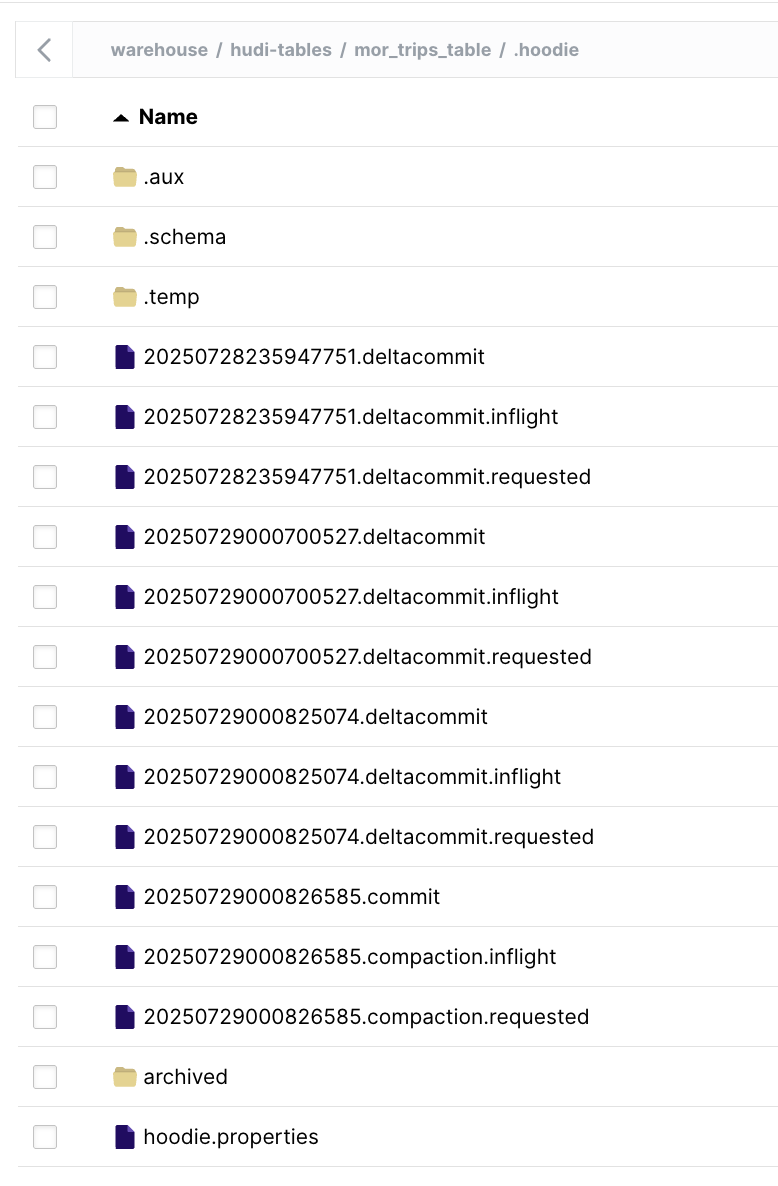 warehouse / hudi-tables / mor_trips_table / .hoodie
Name
.aux
.schema
.temp
20250728235947751.deltacommit
20250728235947751.deltacommit.inflight
20250728235947751.deltacommit.requested
20250729000700527.deltacommit
20250729000700527.deltacommit.inflight
20250729000700527.deltacommit.requested
20250729000825074.deltacommit
20250729000825074.deltacommit.inflight
20250729000825074.deltacommit.requested
20250729000826585.commit
20250729000826585.compaction.inflight
20250729000826585.compaction.requested
archived
hoodie.properties